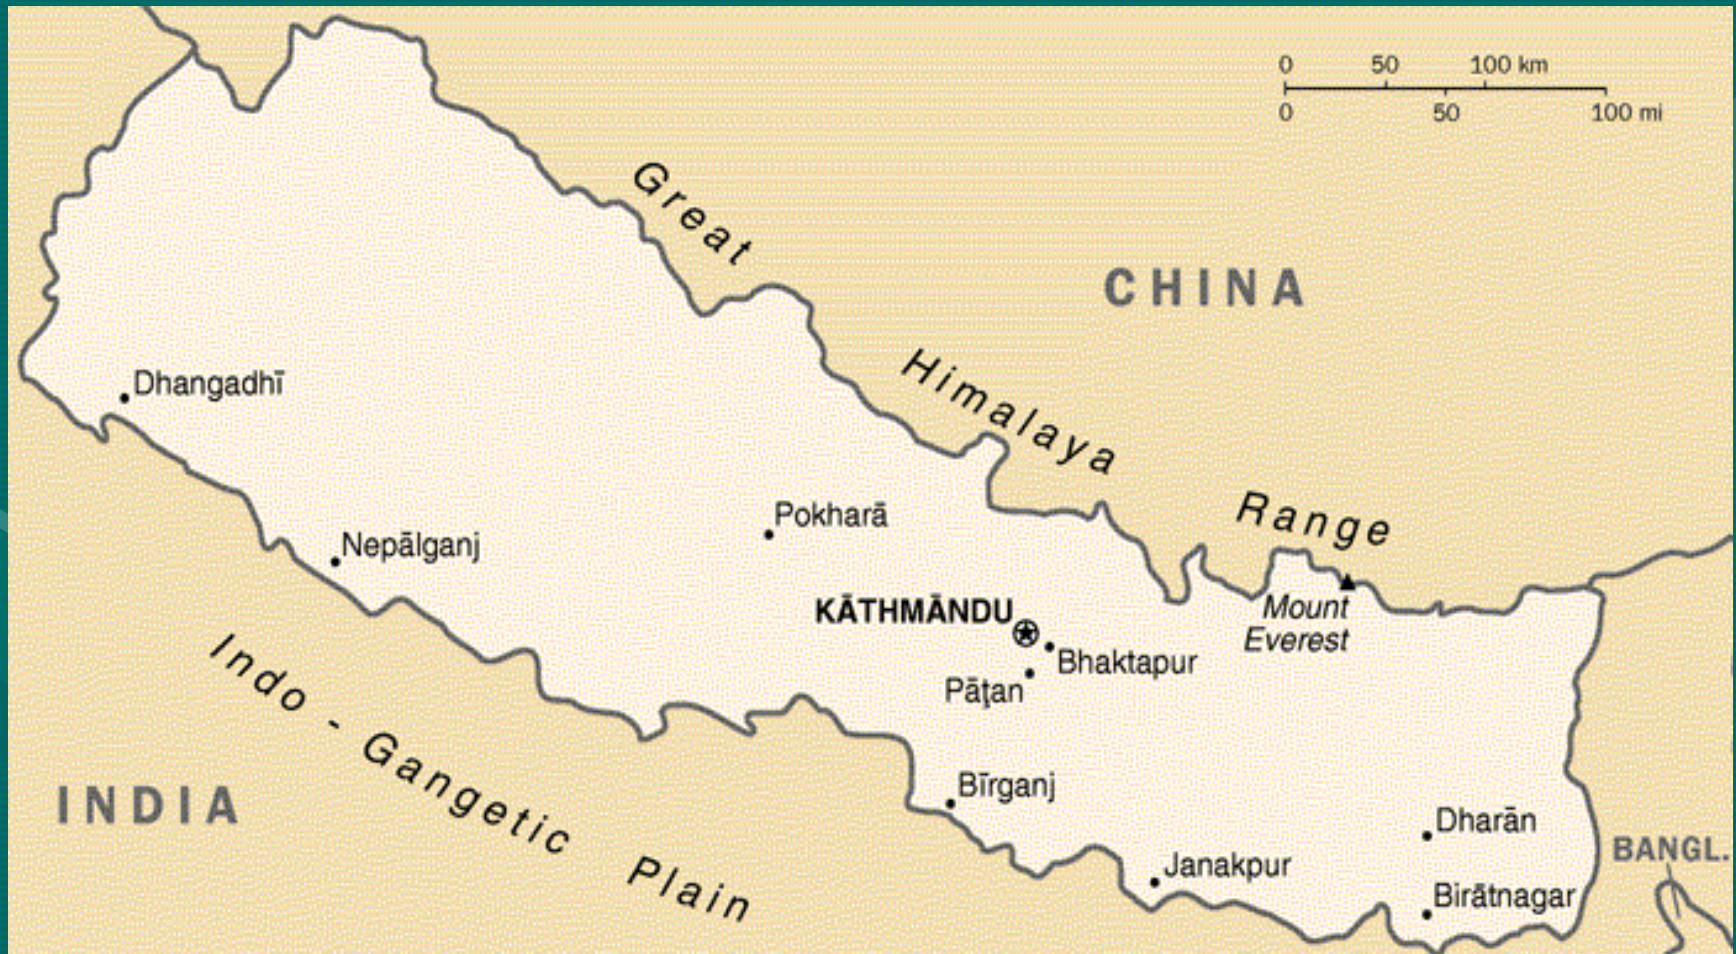 0 50 100 km
0 50 100 mi
Great
Himalaya
Range
CHINA
Dhangadhī
Nepālganj
Pokharā
KĀTHMĀNDU
Bhaktapur
Pāţan
Mount
Everest
Indo - Gangetic Plain
INDIA
Bīrganj
Janakpur
Dharān
Birātnagar
BANGL.